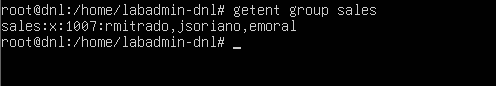 root@dnl:/home/labadmin-dnl# getent group sales
sales:x:1007:rmitrado,jsoriano,emoral
root@dnl:/home/labadmin-dnl# _